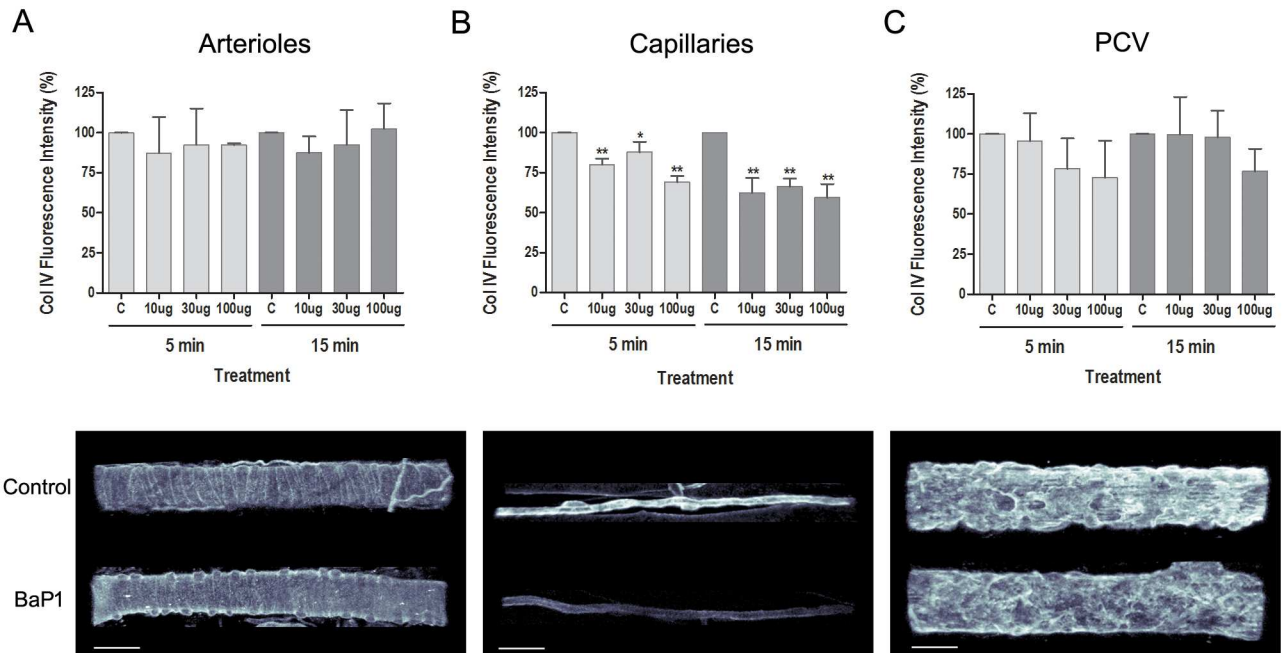 A
Arterioles
Col IV Fluorescence Intensity (%)
125
100
75
50
25
0
C 10ug 30ug 100ug C 10ug 30ug 100ug
5 min 15 min
Treatment
B
Capillaries
Col IV Fluorescence Intensity (%)
125
100
75
50
25
0
** * ** ** ** **
C 10ug 30ug 100ug C 10ug 30ug 100ug
5 min 15 min
Treatment
C
PCV
Col IV Fluorescence Intensity (%)
125
100
75
50
25
0
C 10ug 30ug 100ug C 10ug 30ug 100ug
5 min 15 min
Treatment
Control
BaP1